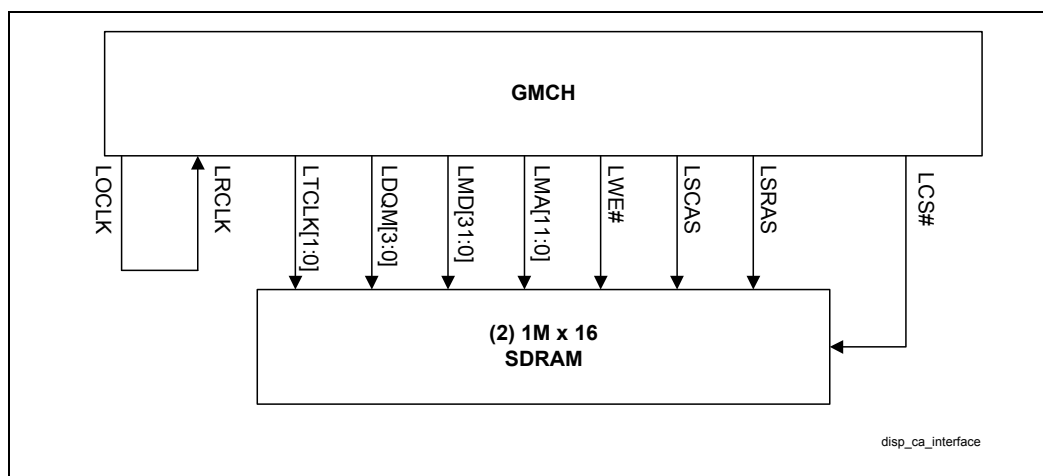 GMCH
LOCLK
LRCLK
LTCLK[1:0]
LDQM[3:0]
LMD[31:0]
LMA[11:0]
LWE#
LSCAS
LSRAS
LCS#
(2) 1M x 16
SDRAM
disp_ca_interface